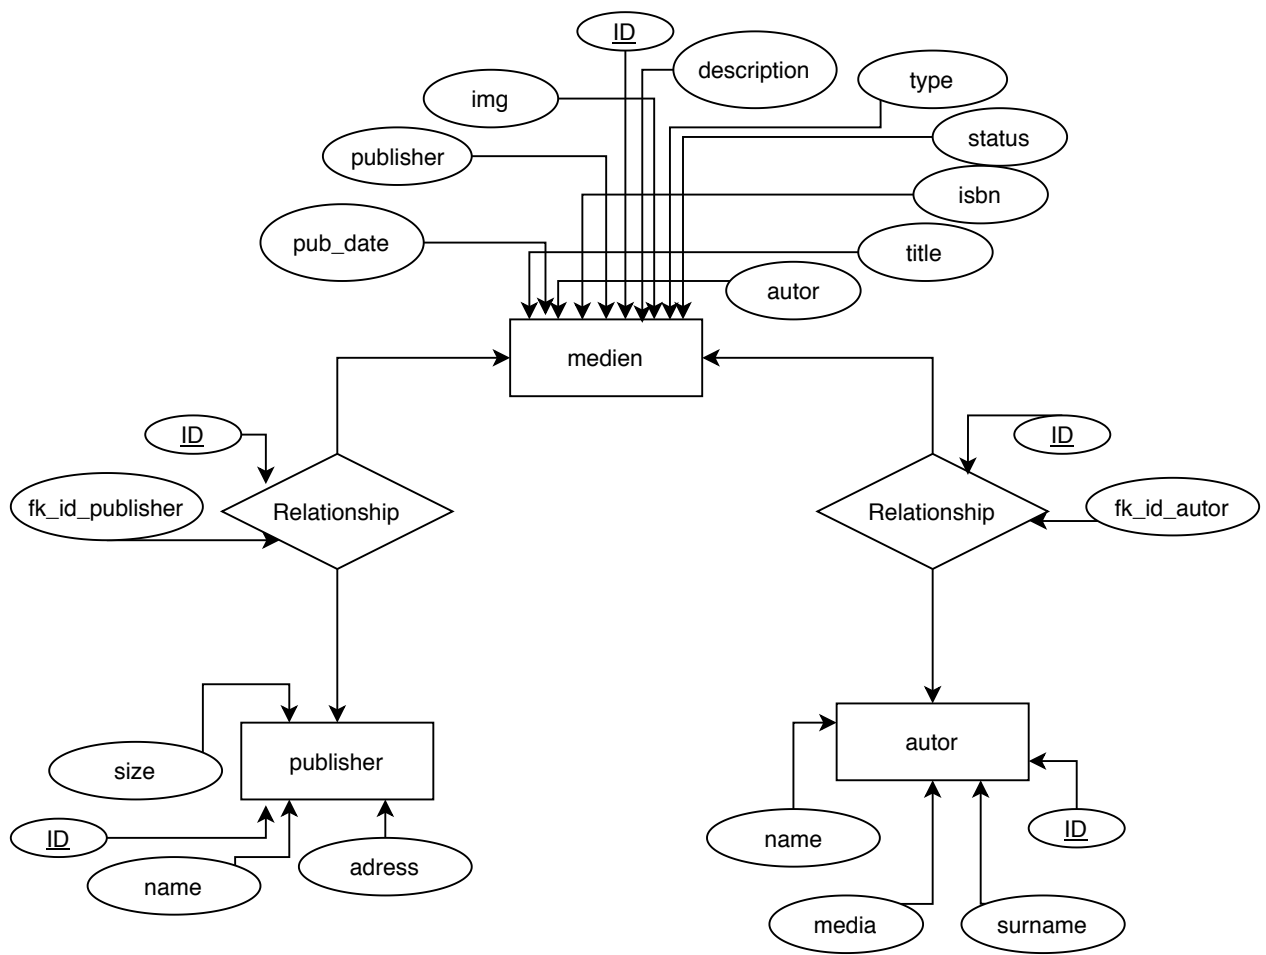 ID
description
type
img
status
publisher
isbn
pub_date
title
autor
medien
ID
ID
fk_id_publisher
Relationship
Relationship
fk_id_autor
size
publisher
autor
ID
name
adress
name
ID
media
surname